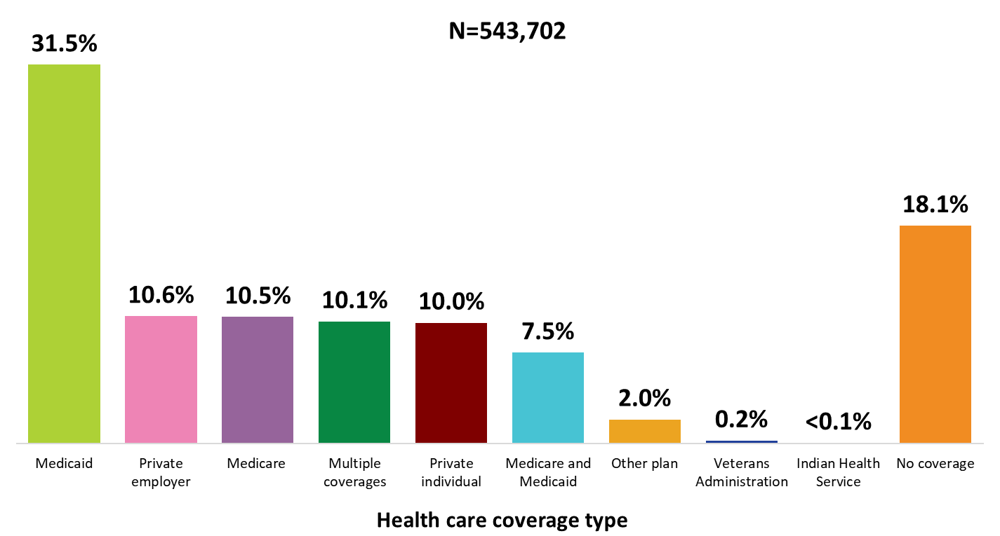 N=543,702
31.5%
10.6%
10.5%
10.1%
10.0%
7.5%
2.0%
0.2%
<0.1%
18.1%
Medicaid
Private
employer
Medicare
Multiple
coverages
Private
individual
Medicare and
Medicaid
Other plan
Veterans
Administration
Indian Health
Service
No coverage
Health care coverage type